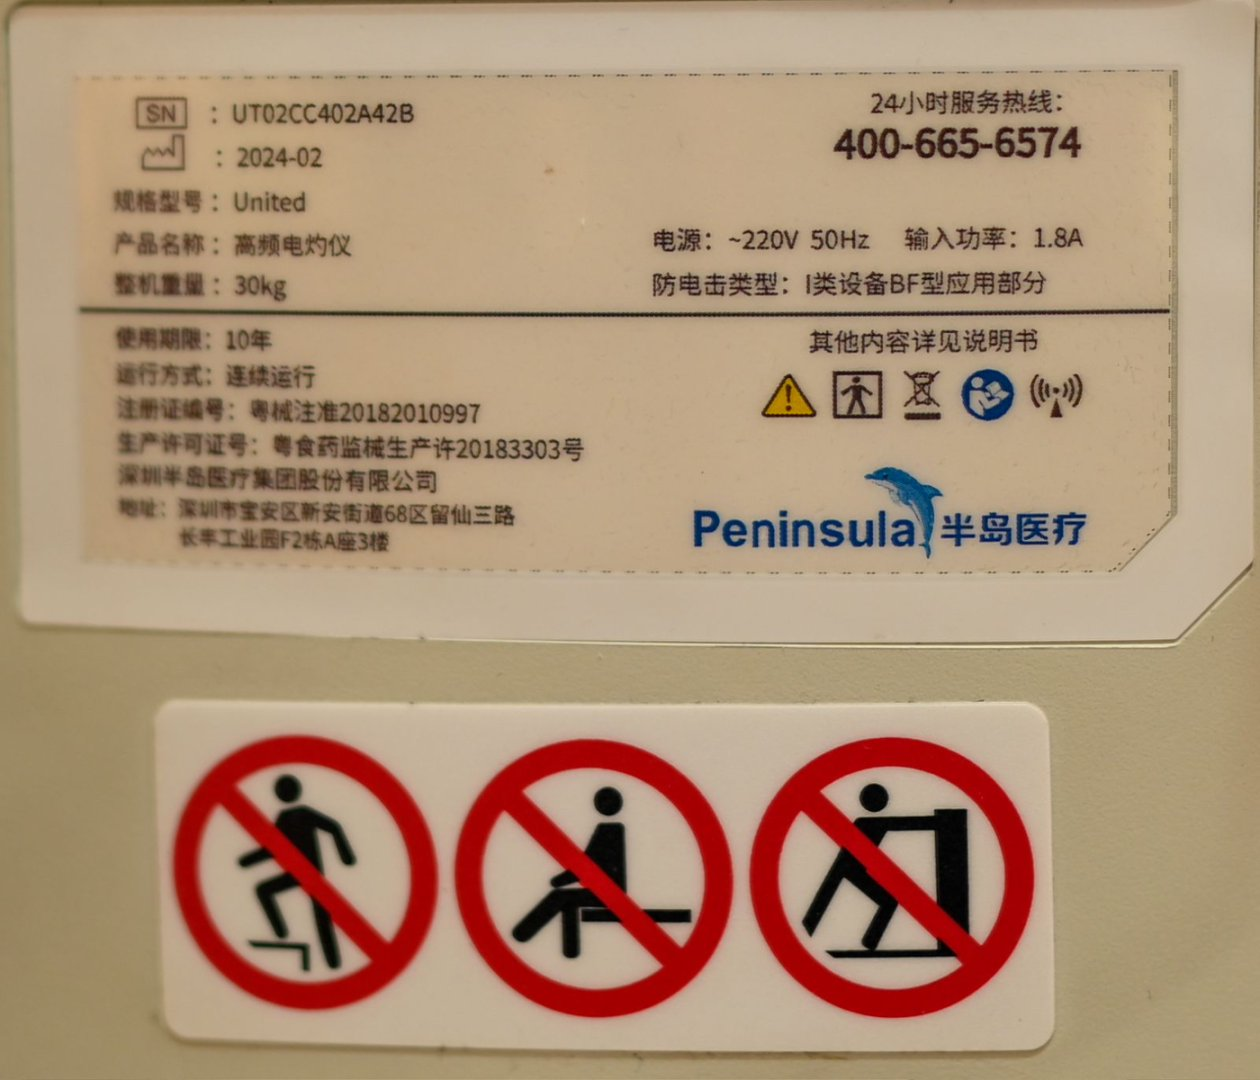 SN : UT02CC402A42B
: 2024-02
规格型号：United
产品名称：高频电灼仪
整机重量：30kg
24小时服务热线：
400-665-6574
电源：~220V 50Hz 输入功率：1.8A
防电击类型：I类设备BF型应用部分
使用期限：10年
运行方式：连续运行
注册证编号：粤械注准20182010997
生产许可证号：粤食药监械生产许20183303号
深圳半岛医疗集团股份有限公司
地址：深圳市宝安区新安街道68区留仙三路
长丰工业园F2栋A座3楼
其他内容详见说明书
Peninsula 半岛医疗